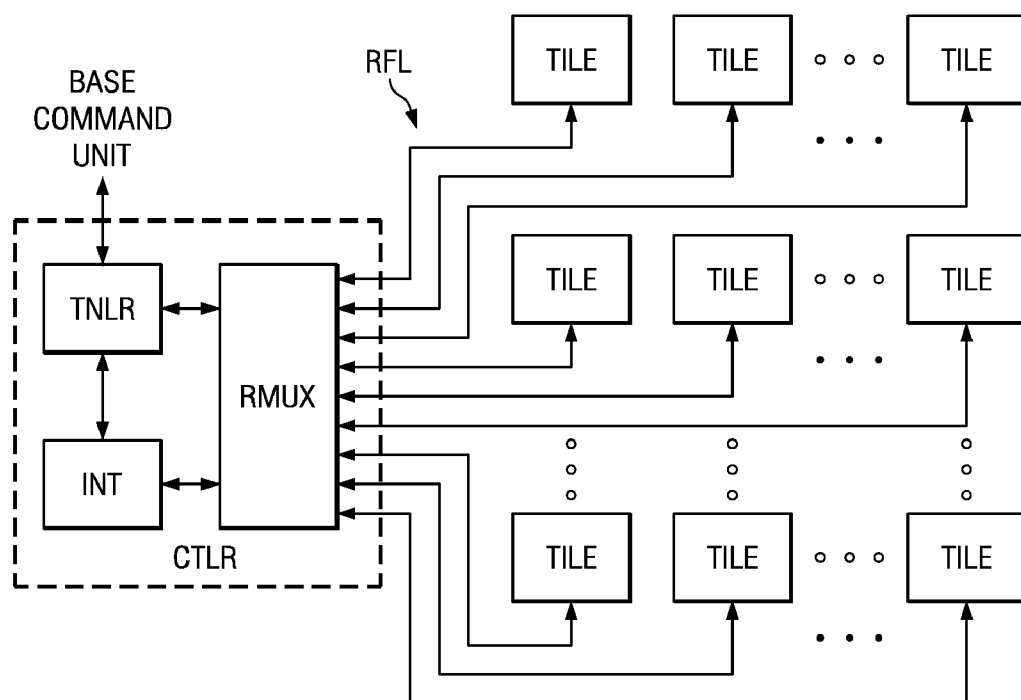 RFL
TILE
TILE
TILE
BASE
COMMAND
UNIT
TNLR
RMUX
INT
CTLR
TILE
TILE
TILE
TILE
TILE
TILE